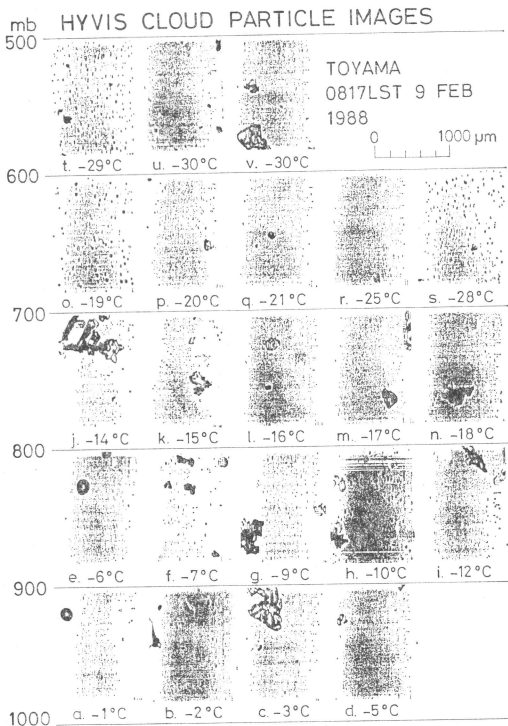 mb HYVIS CLOUD PARTICLE IMAGES
500
TOYAMA
0817LST 9 FEB
1988
0 1000 μm
t. -29°C u. -30°C v. -30°C
600
o. -19°C p. -20°C q. -21°C r. -25°C s. -28°C
700
j. -14°C k. -15°C l. -16°C m. -17°C n. -18°C
800
e. -6°C f. -7°C g. -9°C h. -10°C i. -12°C
900
a. -1°C b. -2°C c. -3°C d. -5°C
1000